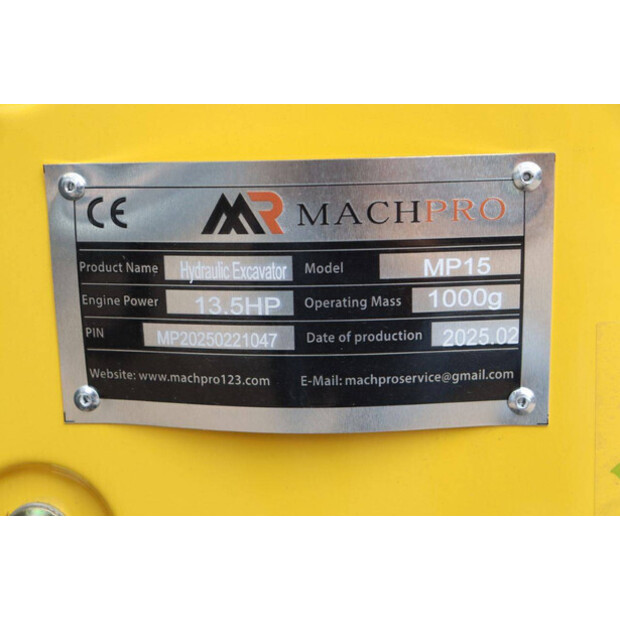 CE MR MACHPRO
Product Name Hydraulic Excavator Model MP15
Engine Power 13.5HP Operating Mass 1000g
PIN MP20250221047 Date of production 2025.02
Website: www.machpro123.com E-Mail: machproservice@gmail.com